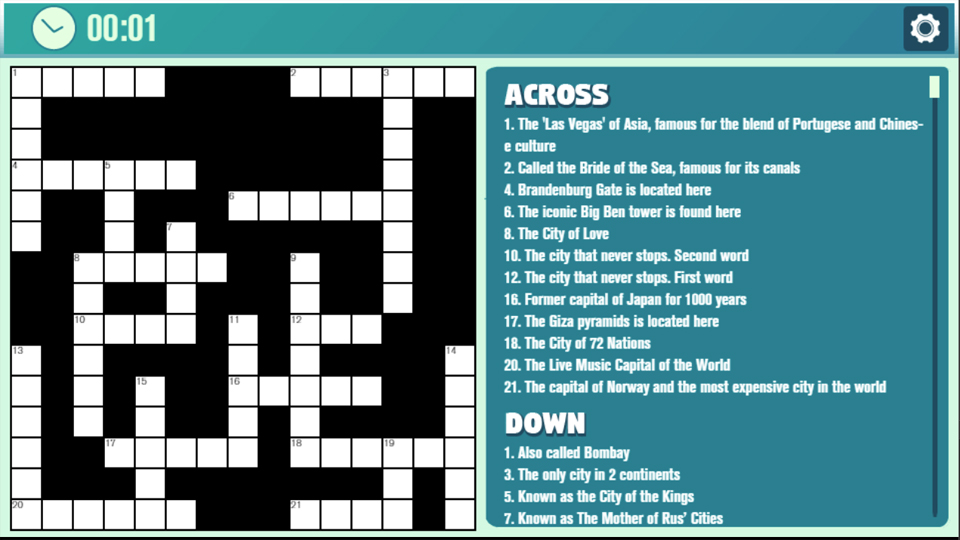 00:01
1
2
3
4
5
6
7
8
9
10
11
12
13
14
15
16
17
18
19
20
21
ACROSS
1. The 'Las Vegas' of Asia, famous for the blend of Portugese and Chines-
e culture
2. Called the Bride of the Sea, famous for its canals
4. Brandenburg Gate is located here
6. The iconic Big Ben tower is found here
8. The City of Love
10. The city that never stops. Second word
12. The city that never stops. First word
16. Former capital of Japan for 1000 years
17. The Giza pyramids is located here
18. The City of 72 Nations
20. The Live Music Capital of the World
21. The capital of Norway and the most expensive city in the world
DOWN
1. Also called Bombay
3. The only city in 2 continents
5. Known as the City of the Kings
7. Known as The Mother of Rus' Cities